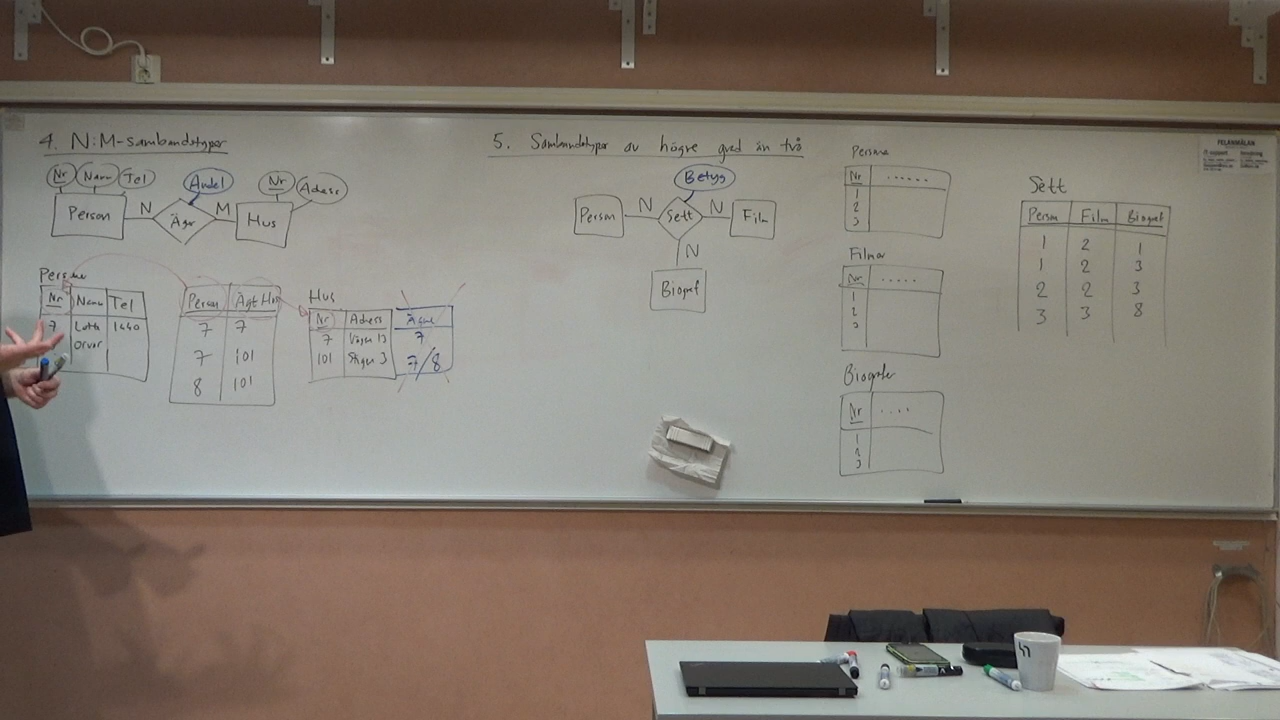 4. N:M-sambandstyper
Nr Namn Tel Andel Nr Adress
Person N Äger M Hus
Nr Namn Tel
7 Lotta 1440
Person Ägt Hus
7 7
7 101
8 101
Hus
Nr Adress Ägare
7 Vägen 13 7
101 Stigen 3 7/8
5. Sambandstyper av högre grad än två
Betyg
Person N Sett N Film
N
Biograf
Nr ......
1
2
3
Filmer
Nr .....
1
2
3
Biografer
Nr ....
1
2
3
Sett
Person Film Biograf
1 2 1
1 2 3
2 2 3
3 3 8
FELANMÄLAN